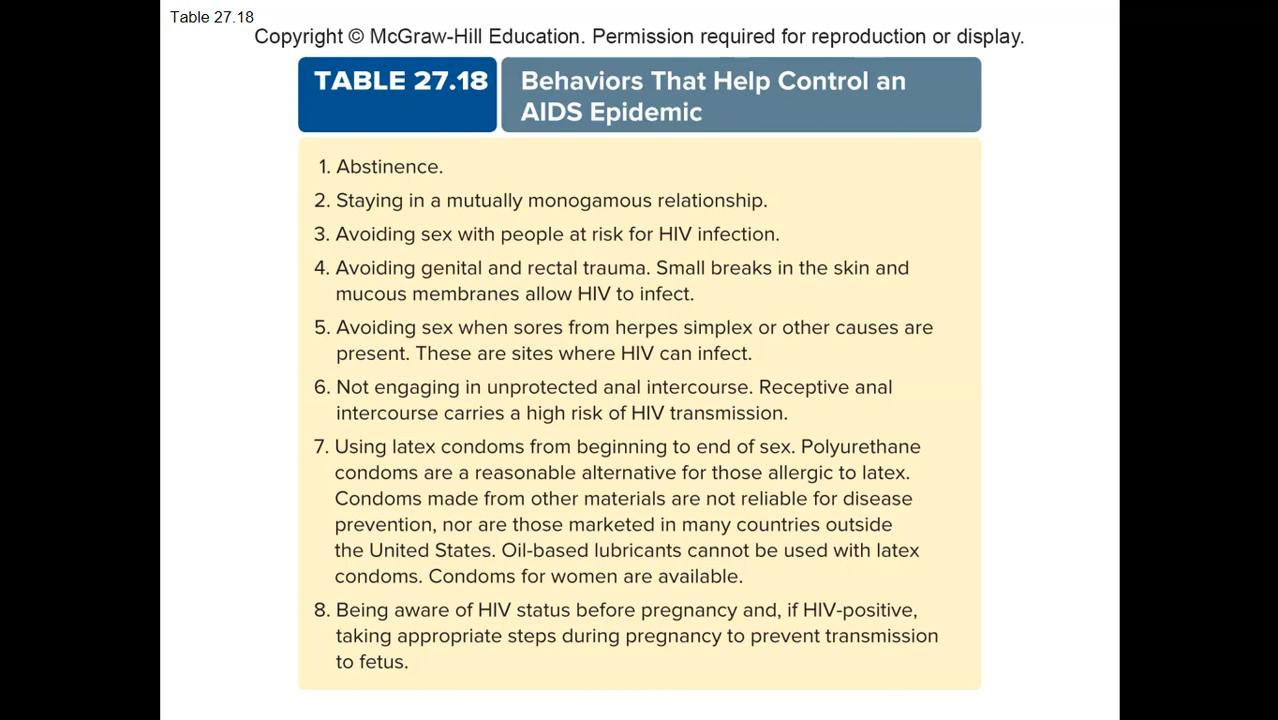 Table 27.18
Copyright © McGraw-Hill Education. Permission required for reproduction or display.
TABLE 27.18
Behaviors That Help Control an
AIDS Epidemic
1. Abstinence.
2. Staying in a mutually monogamous relationship.
3. Avoiding sex with people at risk for HIV infection.
4. Avoiding genital and rectal trauma. Small breaks in the skin and
mucous membranes allow HIV to infect.
5. Avoiding sex when sores from herpes simplex or other causes are
present. These are sites where HIV can infect.
6. Not engaging in unprotected anal intercourse. Receptive anal
intercourse carries a high risk of HIV transmission.
7. Using latex condoms from beginning to end of sex. Polyurethane
condoms are a reasonable alternative for those allergic to latex.
Condoms made from other materials are not reliable for disease
prevention, nor are those marketed in many countries outside
the United States. Oil-based lubricants cannot be used with latex
condoms. Condoms for women are available.
8. Being aware of HIV status before pregnancy and, if HIV-positive,
taking appropriate steps during pregnancy to prevent transmission
to fetus.